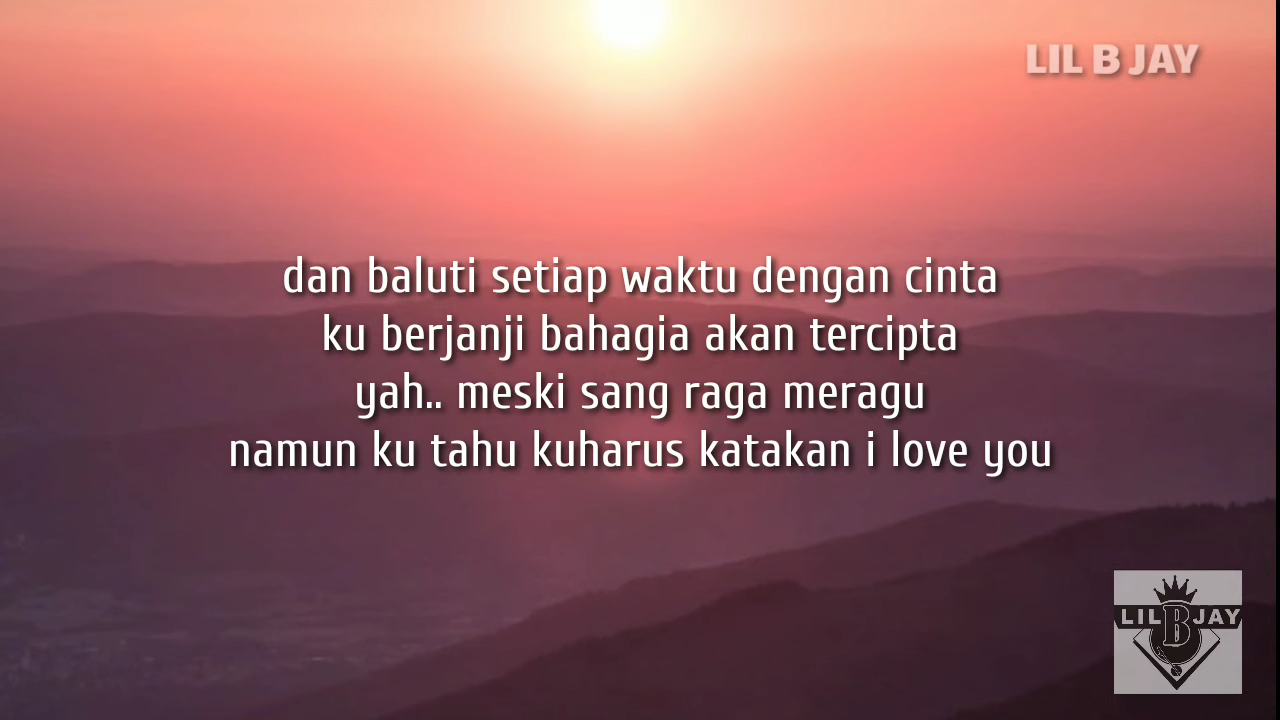 LIL B JAY
dan baluti setiap waktu dengan cinta
ku berjanji bahagia akan tercipta
yah.. meski sang raga meragu
namun ku tahu kuharus katakan i love you
LIL B JAY